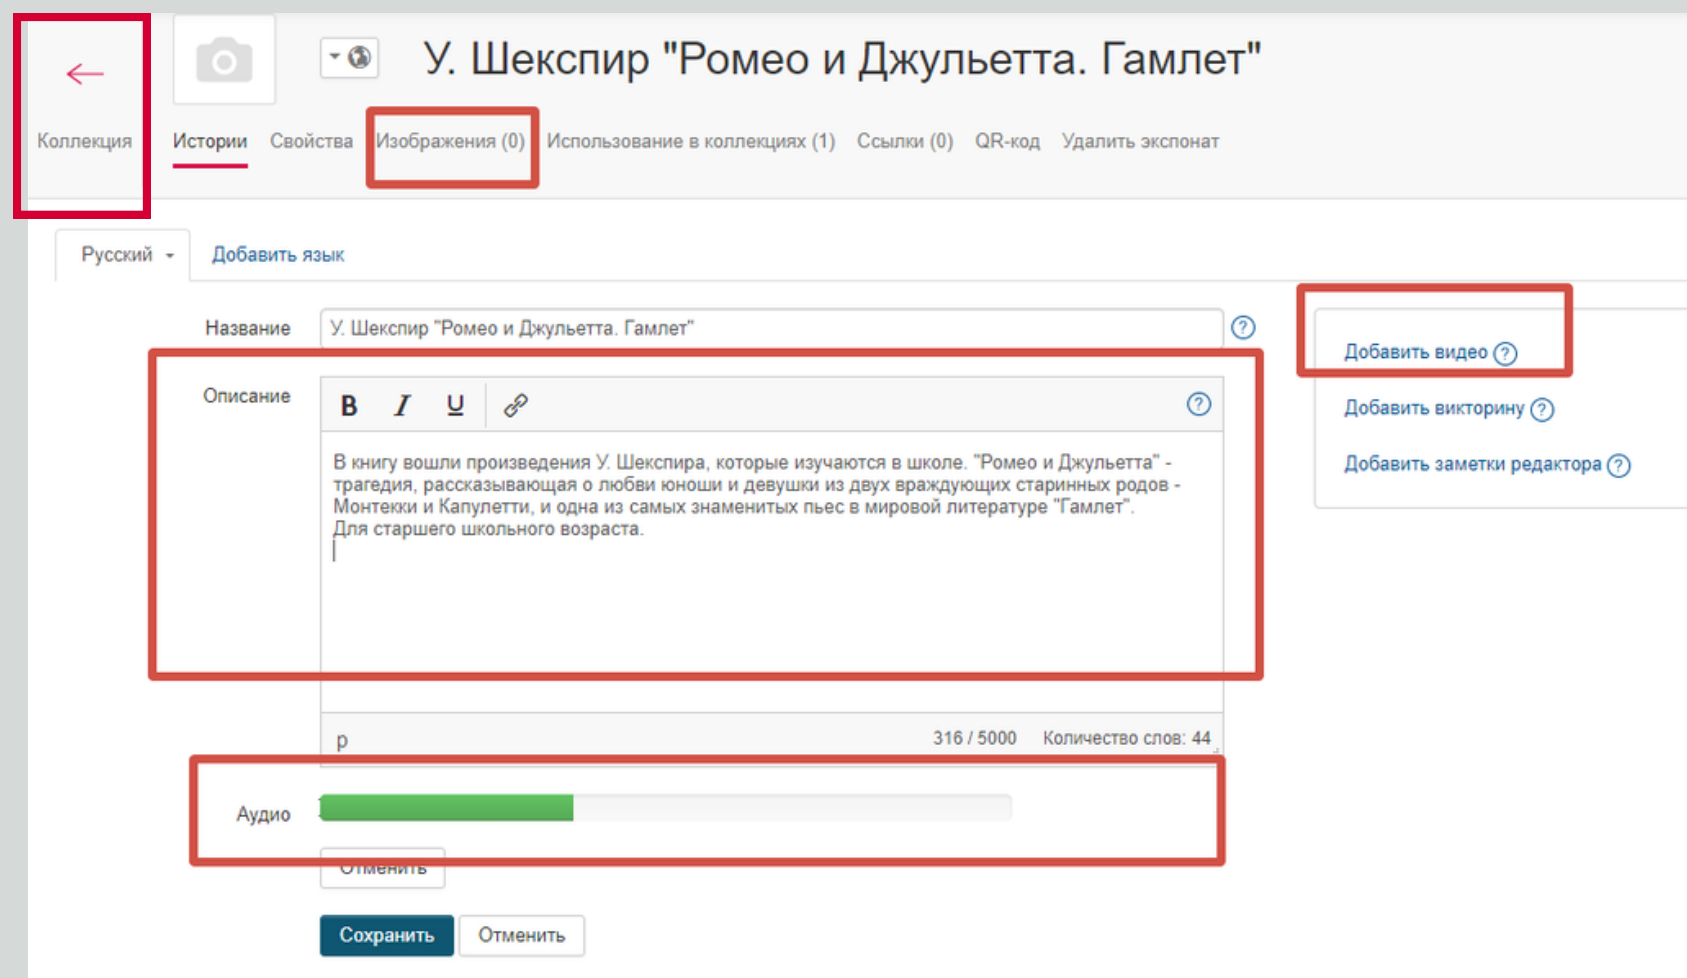 У. Шекспир "Ромео и Джульетта. Гамлет"
Коллекция
Истории Свойства Изображения (0) Использование в коллекциях (1) Ссылки (0) QR-код Удалить экспонат
Русский Добавить язык
Название У. Шекспир "Ромео и Джульетта. Гамлет" ?
Добавить видео ?
Описание B I U ?
Добавить викторину ?
Добавить заметки редактора ?
В книгу вошли произведения У. Шекспира, которые изучаются в школе. "Ромео и Джульетта" -
трагедия, рассказывающая о любви юноши и девушки из двух враждующих старинных родов -
Монтекки и Капулетти, и одна из самых знаменитых пьес в мировой литературе "Гамлет".
Для старшего школьного возраста.
p 316 / 5000 Количество слов: 44
Аудио
Отменить
Сохранить Отменить